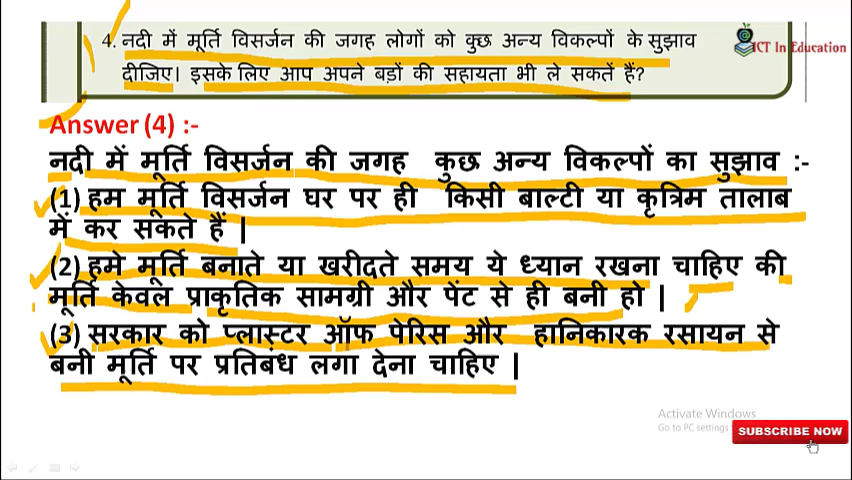 4. नदी में मूर्ति विसर्जन की जगह लोगों को कुछ अन्य विकल्पों के सुझाव
दीजिए। इसके लिए आप अपने बड़ों की सहायता भी ले सकतें हैं?
ICT In Education
Answer (4) :-
नदी में मूर्ति विसर्जन की जगह कुछ अन्य विकल्पों का सुझाव :-
(1) हम मूर्ति विसर्जन घर पर ही किसी बाल्टी या कृत्रिम तालाब
में कर सकते हैं |
(2) हमे मूर्ति बनाते या खरीदते समय ये ध्यान रखना चाहिए की
मूर्ति केवल प्राकृतिक सामग्री और पेंट से ही बनी हो |
(3) सरकार को प्लास्टर ऑफ पेरिस और हानिकारक रसायन से
बनी मूर्ति पर प्रतिबंध लगा देना चाहिए |
Activate Windows
Go to PC settings
SUBSCRIBE NOW